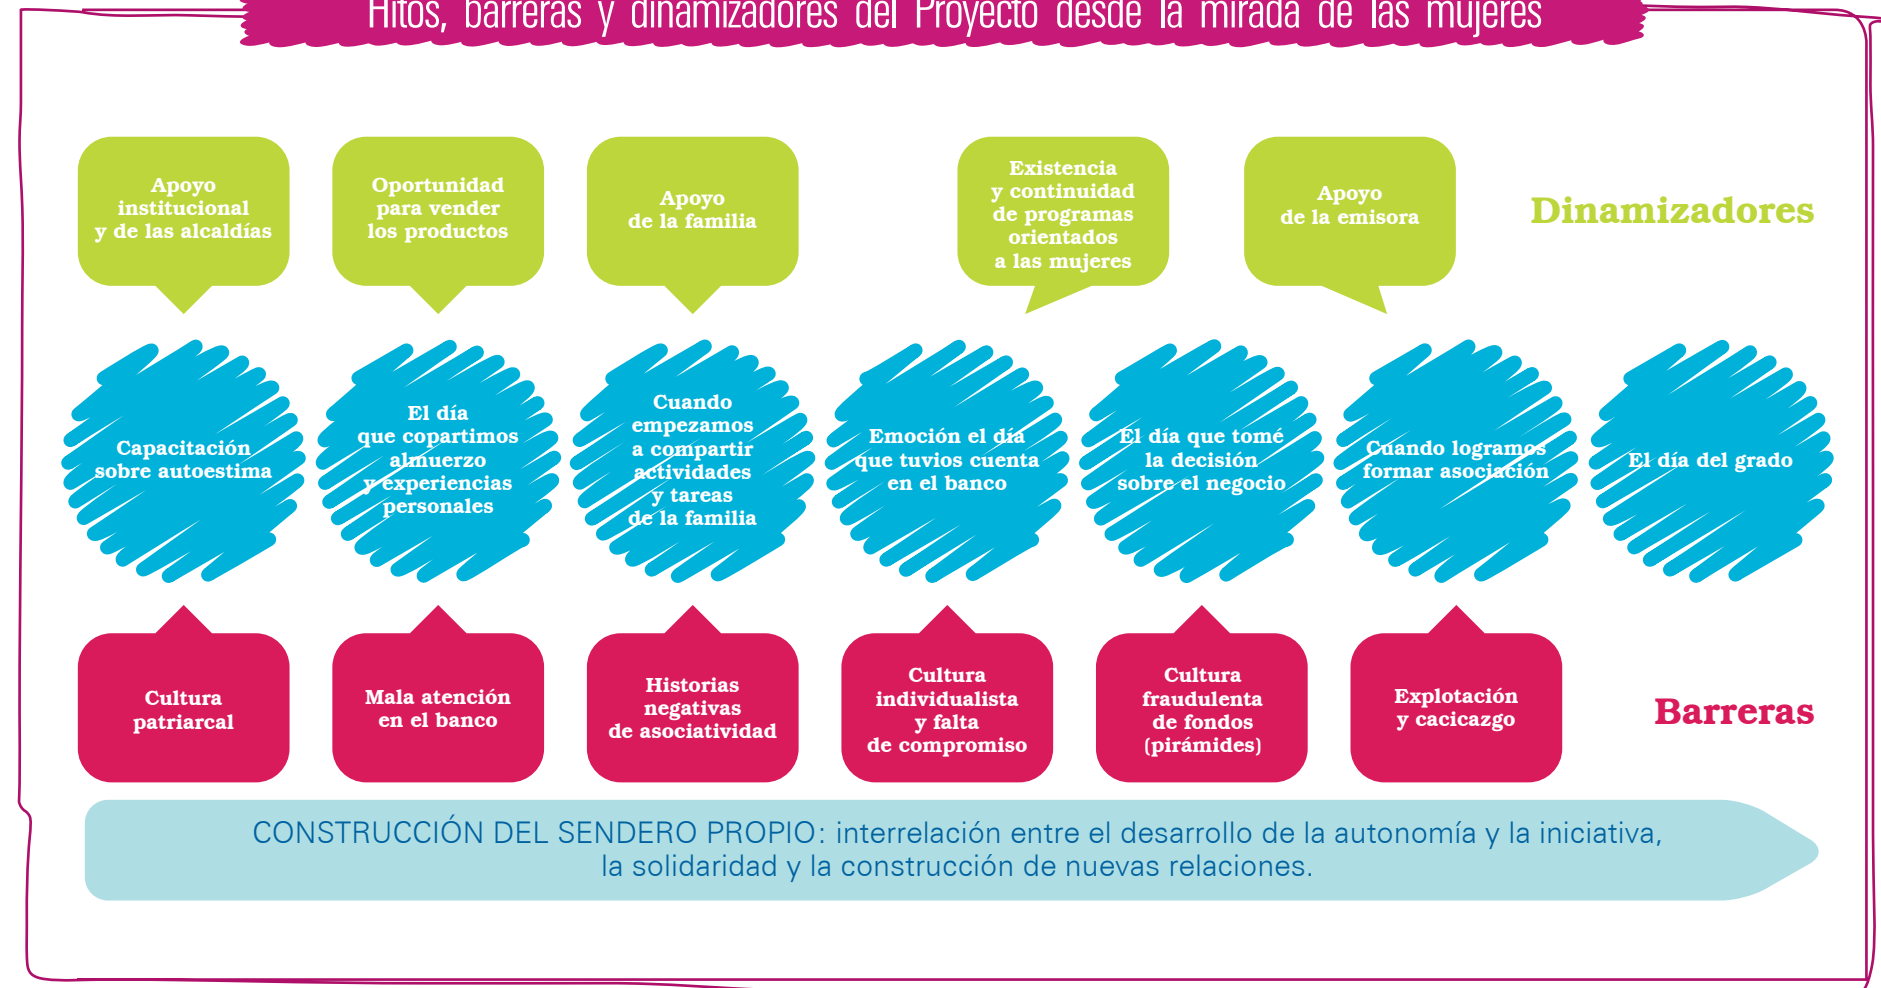 Hitos, barreras y dinamizadores del Proyecto desde la mirada de las mujeres
Apoyo
institucional
y de las alcaldías
Oportunidad
para vender
los productos
Apoyo
de la familia
Existencia
y continuidad
de programas
orientados
a las mujeres
Apoyo
de la emisora
Dinamizadores
Capacitación
sobre autoestima
El día
que copartimos
almuerzo
y experiencias
personales
Cuando
empezamos
a compartir
actividades
y tareas
de la familia
Emoción el día
que tuvios cuenta
en el banco
El día que tomé
la decisión
sobre el negocio
Cuando logramos
formar asociación
El día del grado
Cultura
patriarcal
Mala atención
en el banco
Historias
negativas
de asociatividad
Cultura
individualista
y falta
de compromiso
Cultura
fraudulenta
de fondos
(pirámides)
Explotación
y cacicazgo
Barreras
CONSTRUCCIÓN DEL SENDERO PROPIO: interrelación entre el desarrollo de la autonomía y la iniciativa,
la solidaridad y la construcción de nuevas relaciones.